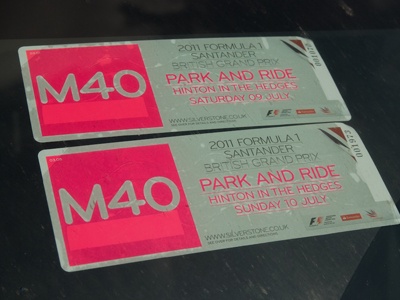 M40
2011 FORMULA 1
SANTANDER
BRITISH GRAND PRIX
PARK AND RIDE
HINTON IN THE HEDGES
SATURDAY 09 JULY
WWW.SILVERSTONE.CO.UK
M40
2011 FORMULA 1
SANTANDER
BRITISH GRAND PRIX
PARK AND RIDE
HINTON IN THE HEDGES
SUNDAY 10 JULY
WWW.SILVERSTONE.CO.UK
001973